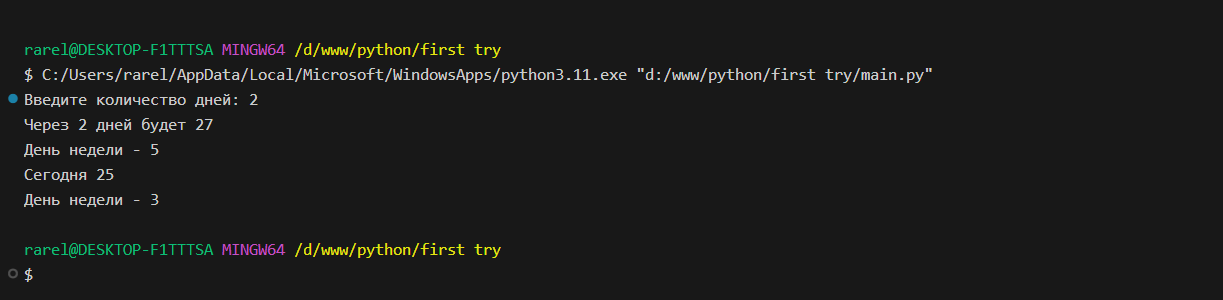 rarel@DESKTOP-F1TTTSA MINGW64 /d/www/python/first try
$ C:/Users/rarel/AppData/Local/Microsoft/WindowsApps/python3.11.exe "d:/www/python/first try/main.py"
Введите количество дней: 2
Через 2 дней будет 27
День недели - 5
Сегодня 25
День недели - 3
rarel@DESKTOP-F1TTTSA MINGW64 /d/www/python/first try
$